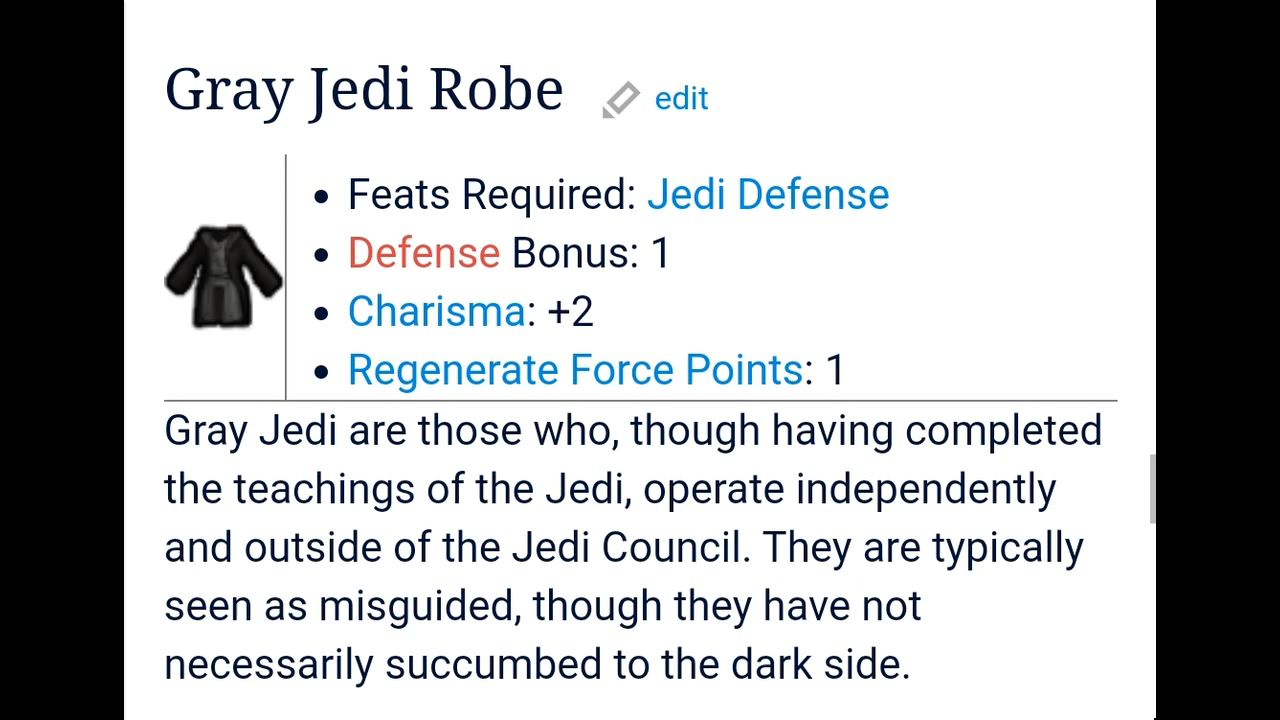 Gray Jedi Robe edit
• Feats Required: Jedi Defense
• Defense Bonus: 1
• Charisma: +2
• Regenerate Force Points: 1
Gray Jedi are those who, though having completed
the teachings of the Jedi, operate independently
and outside of the Jedi Council. They are typically
seen as misguided, though they have not
necessarily succumbed to the dark side.